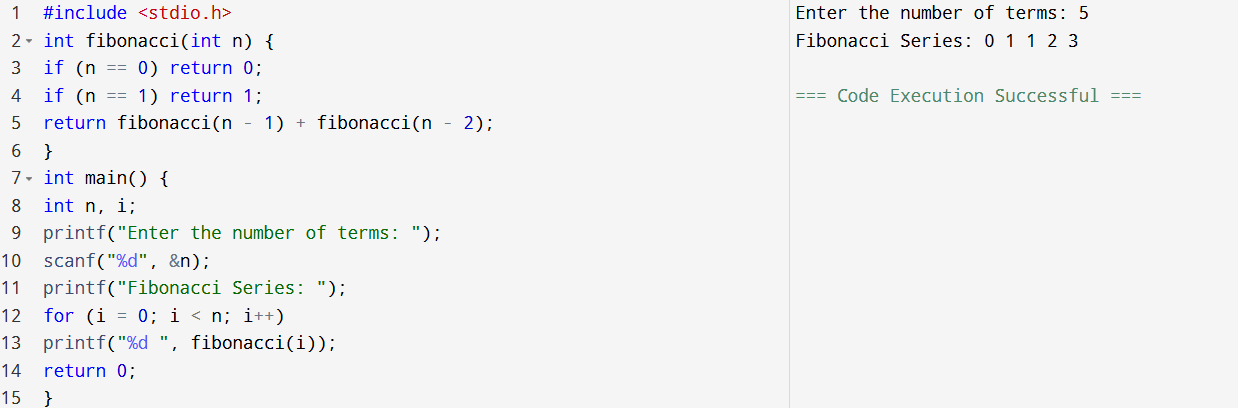 1 #include <stdio.h>
2 int fibonacci(int n) {
3 if (n == 0) return 0;
4 if (n == 1) return 1;
5 return fibonacci(n - 1) + fibonacci(n - 2);
6 }
7 int main() {
8 int n, i;
9 printf("Enter the number of terms: ");
10 scanf("%d", &n);
11 printf("Fibonacci Series: ");
12 for (i = 0; i < n; i++)
13 printf("%d ", fibonacci(i));
14 return 0;
15 }
Enter the number of terms: 5
Fibonacci Series: 0 1 1 2 3
=== Code Execution Successful ===